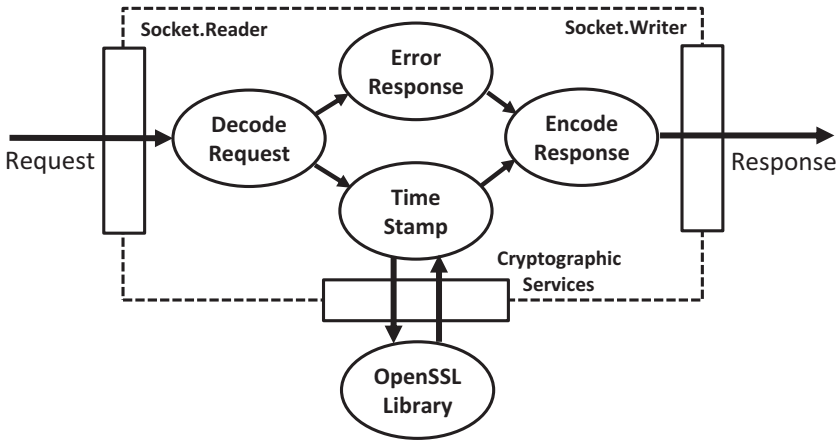 Socket.Reader
Socket.Writer
Error
Response
Decode
Request
Encode
Response
Request
Response
Time
Stamp
Cryptographic
Services
OpenSSL
Library